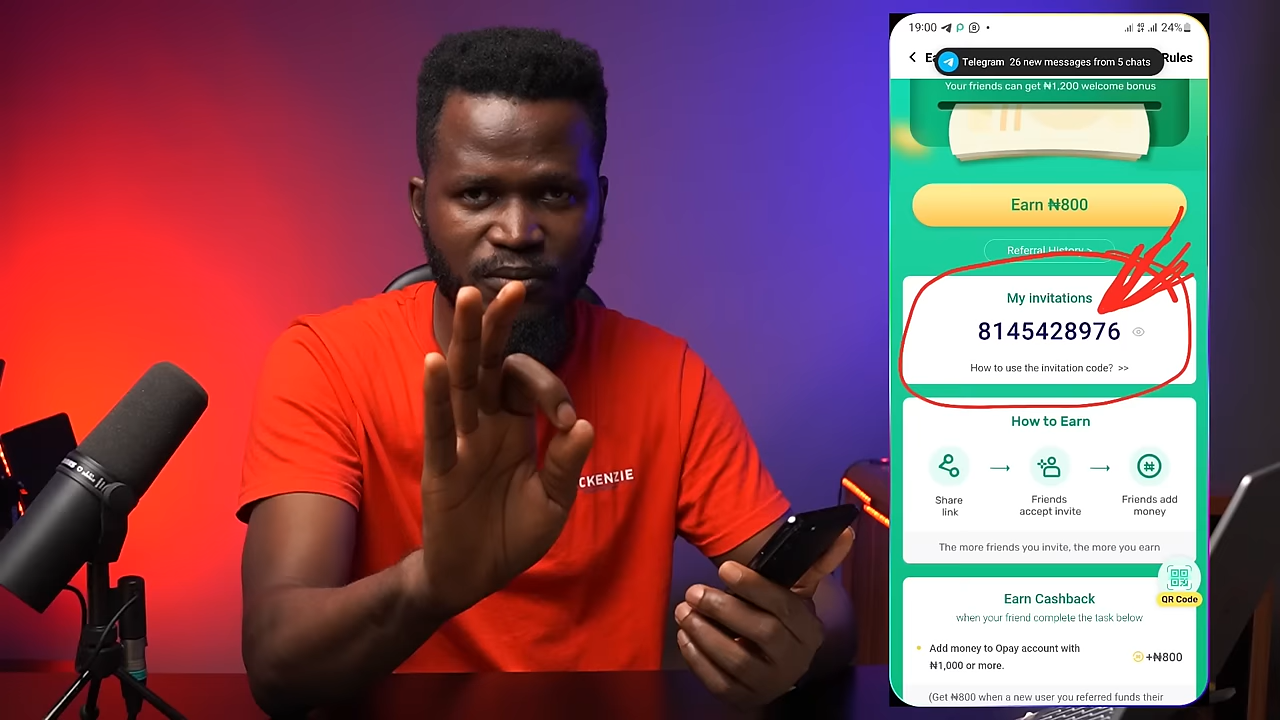 CKENZIE
19:00
4G
24%
Telegram 26 new messages from 5 chats
Rules
Your friends can get ₦1,200 welcome bonus
Earn ₦800
Referral History >
My invitations
8145428976
How to use the invitation code? >>
How to Earn
Share
link
Friends
accept invite
Friends add
money
The more friends you invite, the more you earn
QR Code
Earn Cashback
when your friend complete the task below
Add money to Opay account with
₦1,000 or more.
+₦800
(Get ₦800 when a new user you referred funds their